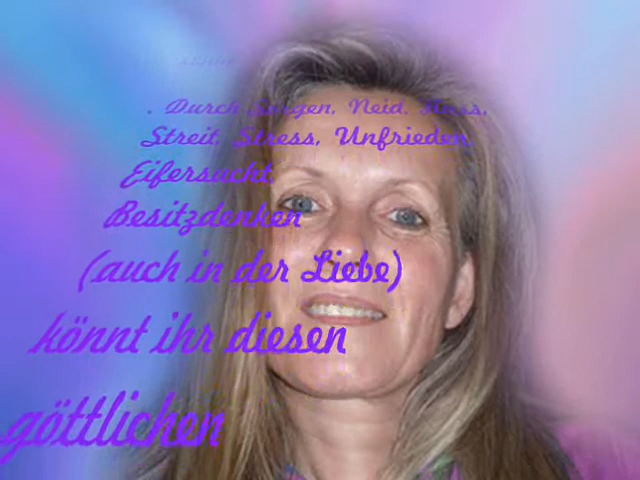 . Durch Sorgen, Neid, Hass,
Streit, Stress, Unfrieden,
Eifersucht
Besitzdenken
(auch in der Liebe)
könnt ihr diesen
göttlichen